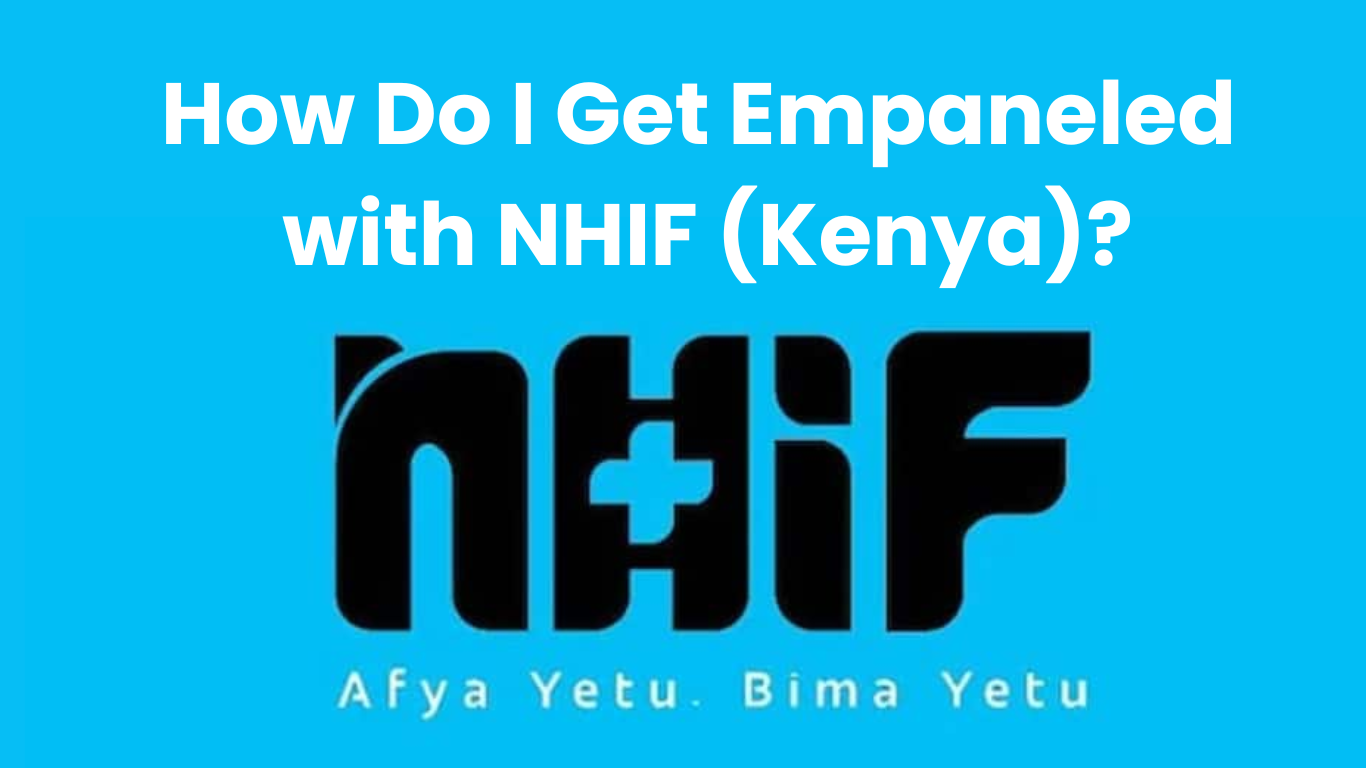 How Do I Get Empaneled
with NHIF (Kenya)?
nHiF
Afya Yetu. Bima Yetu